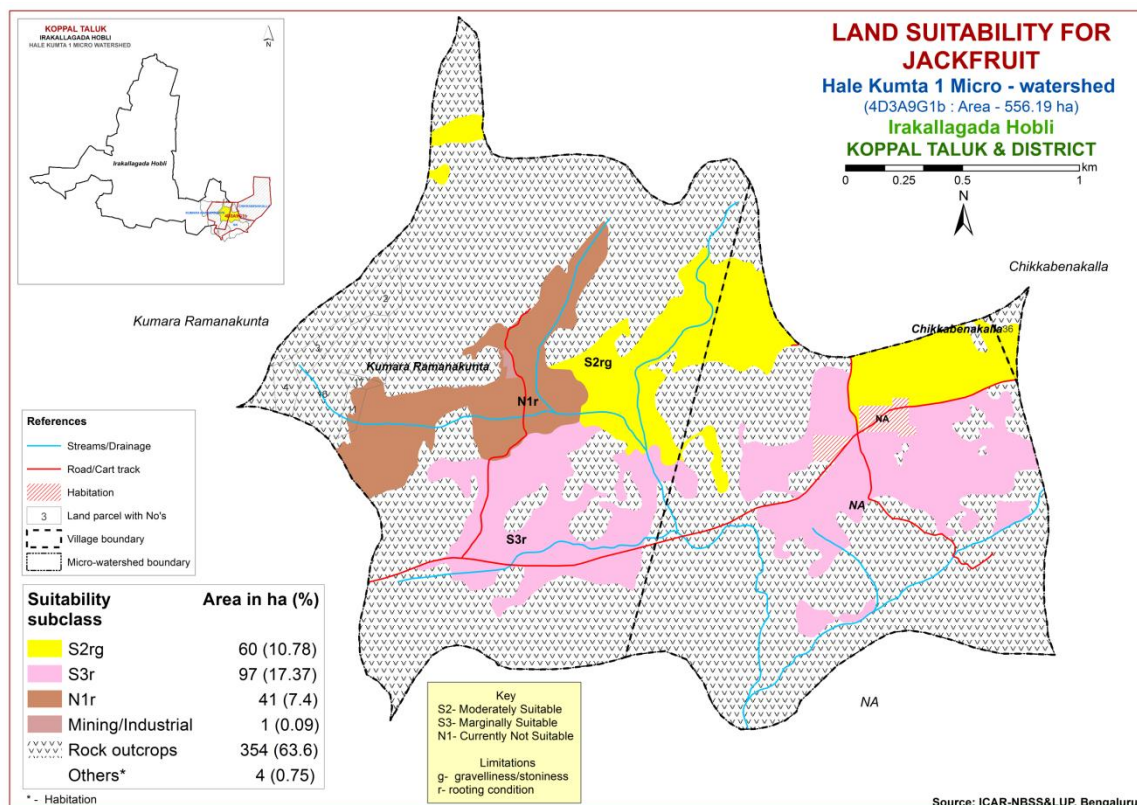 KOPPAL TALUK
IRAKALLAGADA HOBLI
HALE KUMTA 1 MICRO WATERSHED
N
Irakallagada Hobli
LAND SUITABILITY FOR
JACKFRUIT
Hale Kumta 1 Micro - watershed
(4D3A9G1b : Area - 556.19 ha)
Irakallagada Hobli
KOPPAL TALUK & DISTRICT
km
0 0.25 0.5 1
N
Chikkabenakalla
Kumara Ramanakunta
2
3
4
Chikkabenakalla
36
S2rg
Kumara Ramanakunta
N1r
NA
NA
S3r
NA
References
Streams/Drainage
Road/Cart track
Habitation
3 Land parcel with No's
Village boundary
Micro-watershed boundary
Suitability subclass Area in ha (%)
S2rg 60 (10.78)
S3r 97 (17.37)
N1r 41 (7.4)
Mining/Industrial 1 (0.09)
Rock outcrops 354 (63.6)
Others* 4 (0.75)
* - Habitation
Key
S2- Moderately Suitable
S3- Marginally Suitable
N1- Currently Not Suitable
Limitations
g- gravelliness/stoniness
r- rooting condition
Source: ICAR-NBSS&LUP, Bengaluru